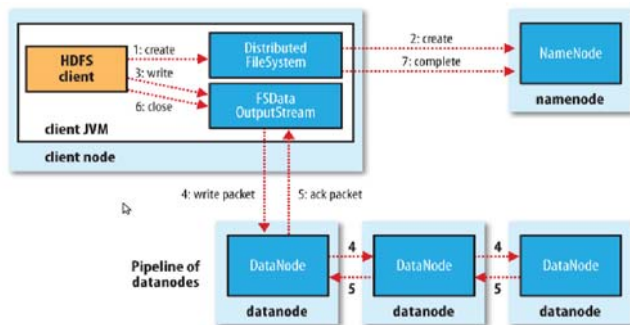 HDFS
client
1: create
3: write
6: close
Distributed
FileSystem
FSData
OutputStream
client JVM
client node
2: create
7: complete
NameNode
namenode
4: write packet
5: ack packet
Pipeline of
datanodes
DataNode
datanode
4
5
DataNode
datanode
4
5
DataNode
datanode